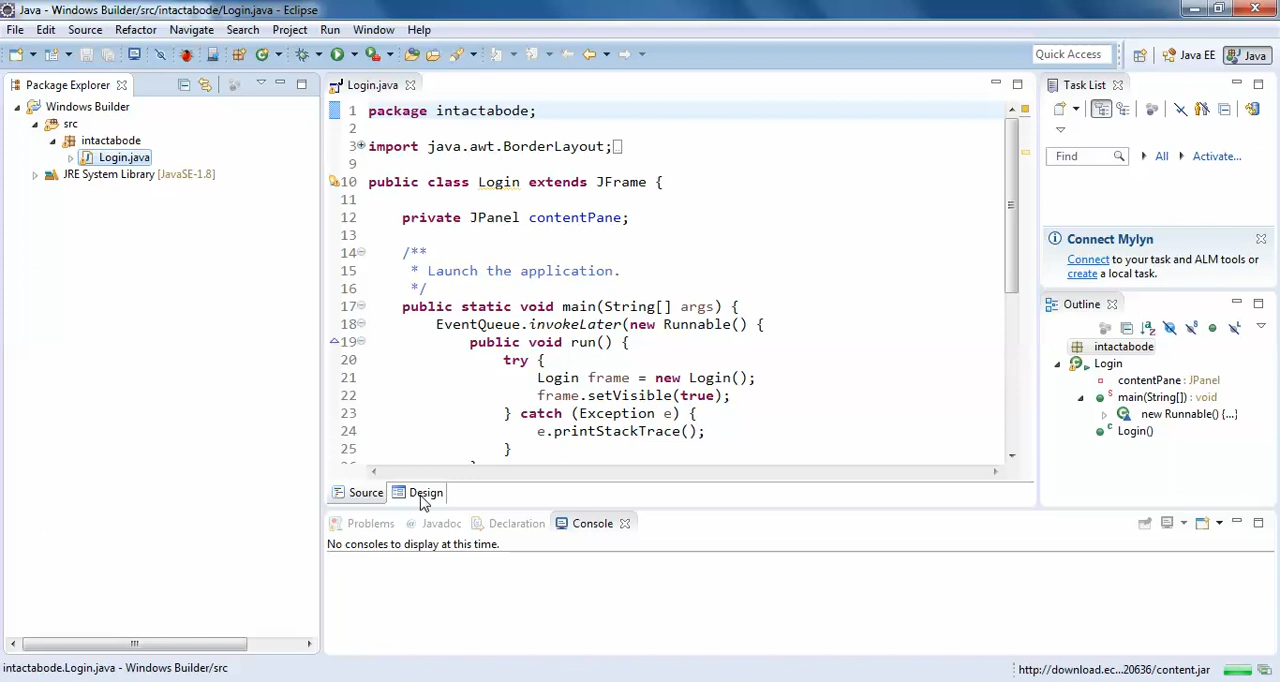 Java - Windows Builder/src/intactabode/Login.java - Eclipse
File Edit Source Refactor Navigate Search Project Run Window Help
Quick Access Java EE Java
Package Explorer
Windows Builder
src
intactabode
Login.java
JRE System Library [JavaSE-1.8]
Login.java
1 package intactabode;
2
3 import java.awt.BorderLayout;
9
10 public class Login extends JFrame {
11
12 private JPanel contentPane;
13
14 /**
15 * Launch the application.
16 */
17 public static void main(String[] args) {
18 EventQueue.invokeLater(new Runnable() {
19 public void run() {
20 try {
21 Login frame = new Login();
22 frame.setVisible(true);
23 } catch (Exception e) {
24 e.printStackTrace();
25 }
Source Design
Problems @ Javadoc Declaration Console
No consoles to display at this time.
Task List
Find All Activate...
Connect Mylyn
Connect to your task and ALM tools or
create a local task.
Outline
intactabode
Login
contentPane : JPanel
main(String[]) : void
new Runnable() {...}
Login()
intactabode.Login.java - Windows Builder/src
http://download.ec...20636/content.jar